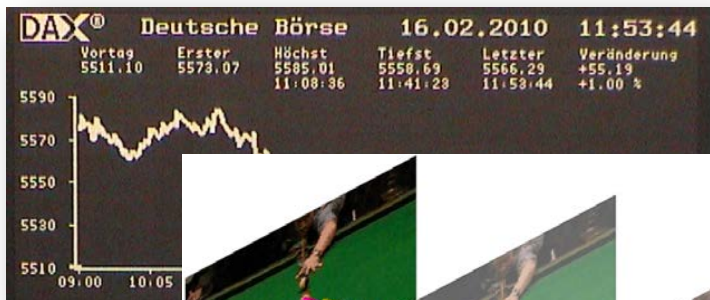 DAX® Deutsche Börse 16.02.2010 11:53:44
Vortag Erster Höchst Tiefst Letzter Veränderung
5511.10 5573.07 5585.01 5558.69 5566.29 +55.19
11:08:36 11:41:23 11:53:44 +1.00 %
5590
5570
5550
5530
5510
09:00 10:05